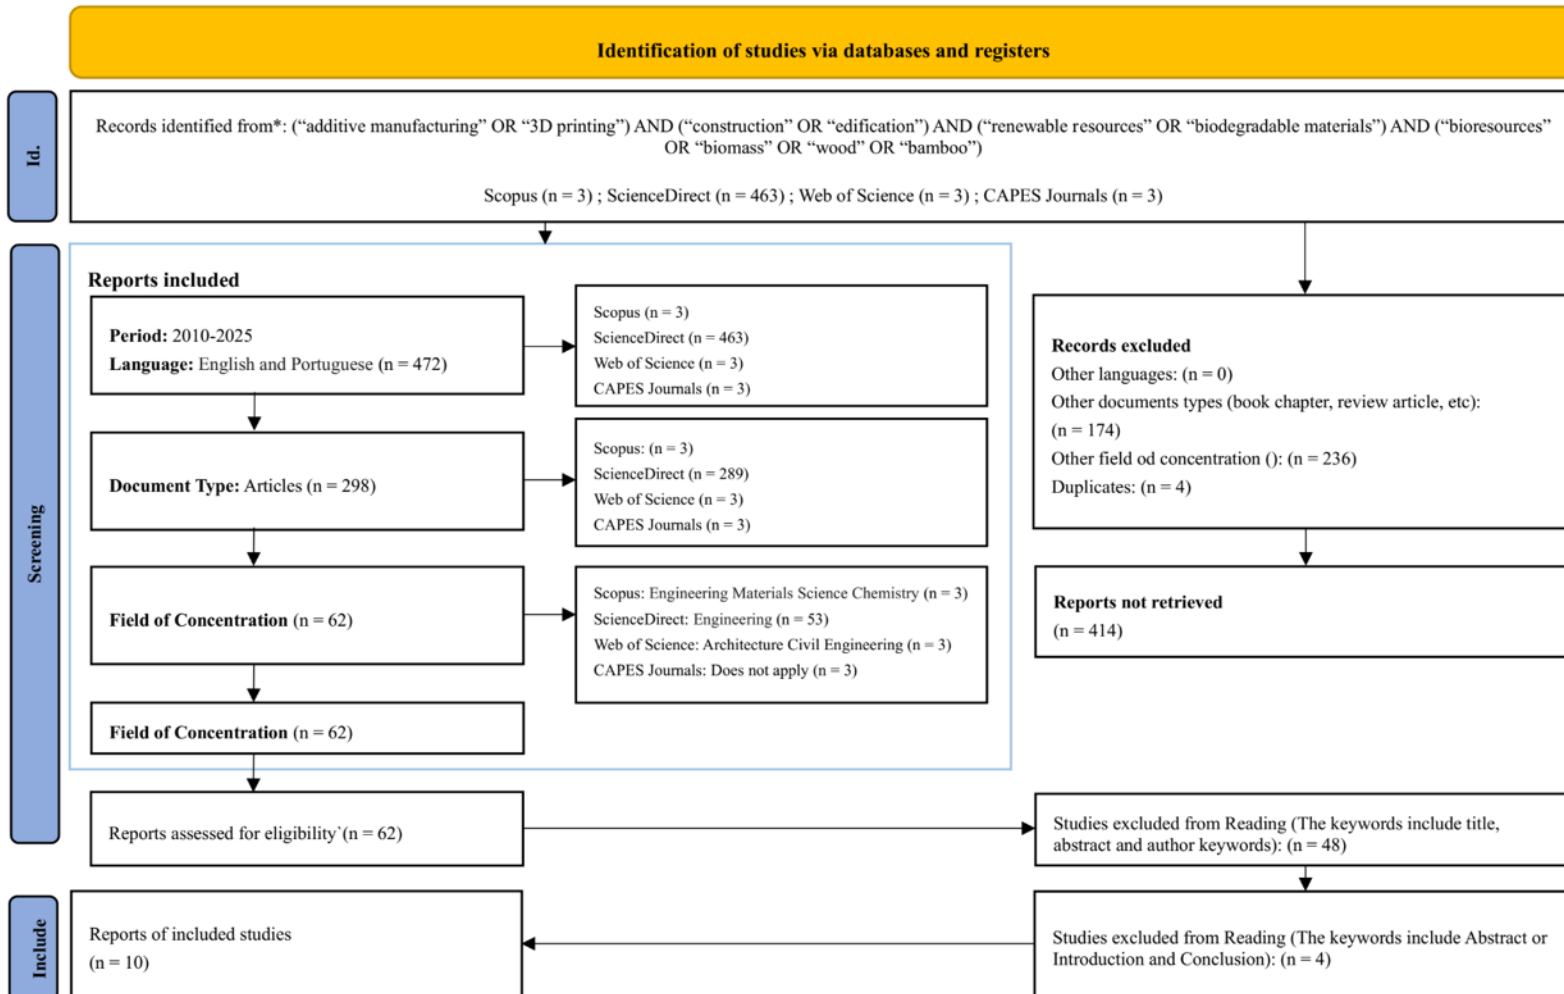 Identification of studies via databases and registers
Id.
Records identified from*: (“additive manufacturing” OR “3D printing”) AND (“construction” OR “edification”) AND (“renewable resources” OR “biodegradable materials”) AND (“bioresources”
OR “biomass” OR “wood” OR “bamboo”)
Scopus (n = 3) ; ScienceDirect (n = 463) ; Web of Science (n = 3) ; CAPES Journals (n = 3)
Screening
Reports included
Period: 2010-2025
Language: English and Portuguese (n = 472)
Scopus (n = 3)
ScienceDirect (n = 463)
Web of Science (n = 3)
CAPES Journals (n = 3)
Document Type: Articles (n = 298)
Scopus: (n = 3)
ScienceDirect (n = 289)
Web of Science (n = 3)
CAPES Journals (n = 3)
Field of Concentration (n = 62)
Scopus: Engineering Materials Science Chemistry (n = 3)
ScienceDirect: Engineering (n = 53)
Web of Science: Architecture Civil Engineering (n = 3)
CAPES Journals: Does not apply (n = 3)
Field of Concentration (n = 62)
Records excluded
Other languages: (n = 0)
Other documents types (book chapter, review article, etc):
(n = 174)
Other field od concentration (): (n = 236)
Duplicates: (n = 4)
Reports not retrieved
(n = 414)
Reports assessed for eligibility`(n = 62)
Studies excluded from Reading (The keywords include title,
abstract and author keywords): (n = 48)
Include
Reports of included studies
(n = 10)
Studies excluded from Reading (The keywords include Abstract or
Introduction and Conclusion): (n = 4)